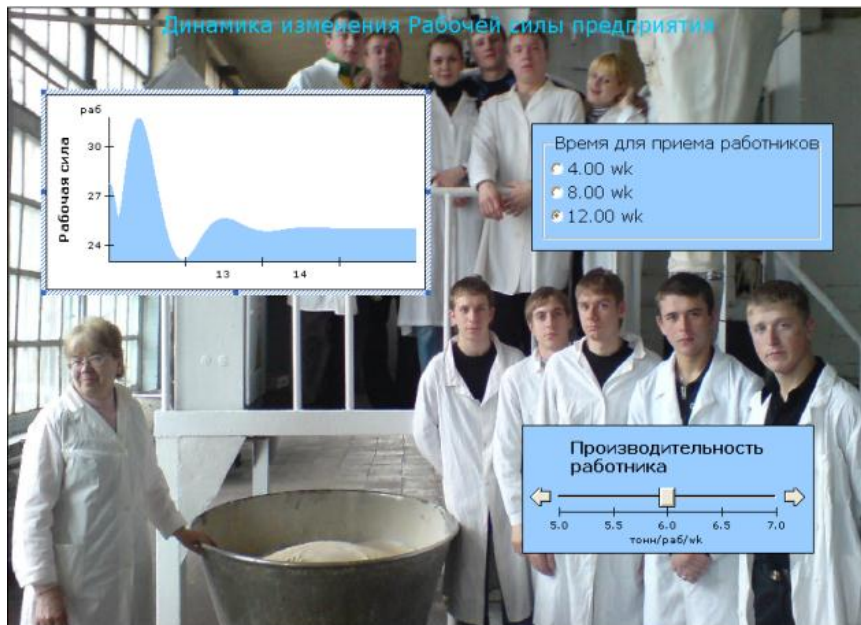 Динамика изменения Рабочей силы предприятия
раб
Рабочая сила
30
27
24
13 14
Время для приема работников
4.00 wk
8.00 wk
12.00 wk
Производительность
работника
5.0 5.5 6.0 6.5 7.0
тонн/раб/wk